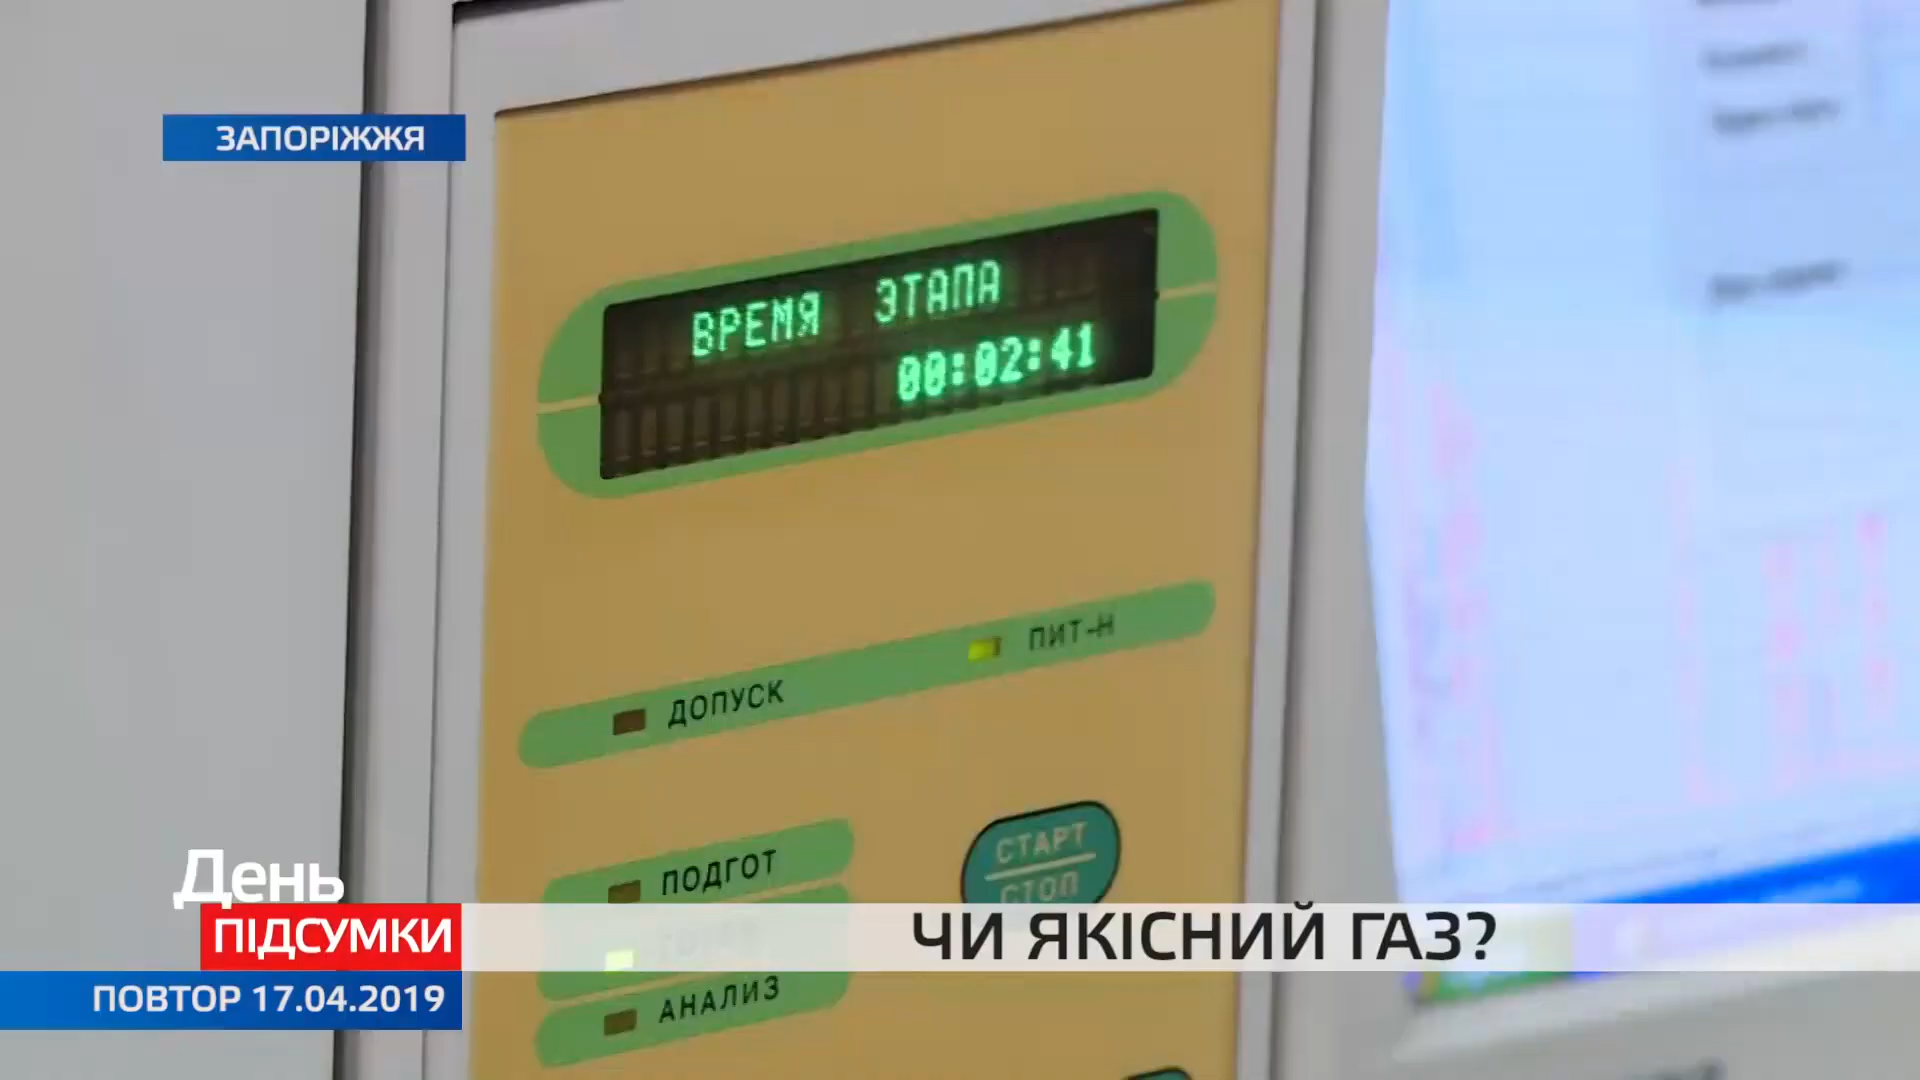 ЗАПОРІЖЖЯ
ВРЕМЯ ЭТАПА
00:02:41
ПИТ-Н
ДОПУСК
ПОДГОТ
СТАРТ
СТОП
АНАЛИЗ
День
ПІДСУМКИ
ЧИ ЯКІСНИЙ ГАЗ?
ПОВТОР 17.04.2019